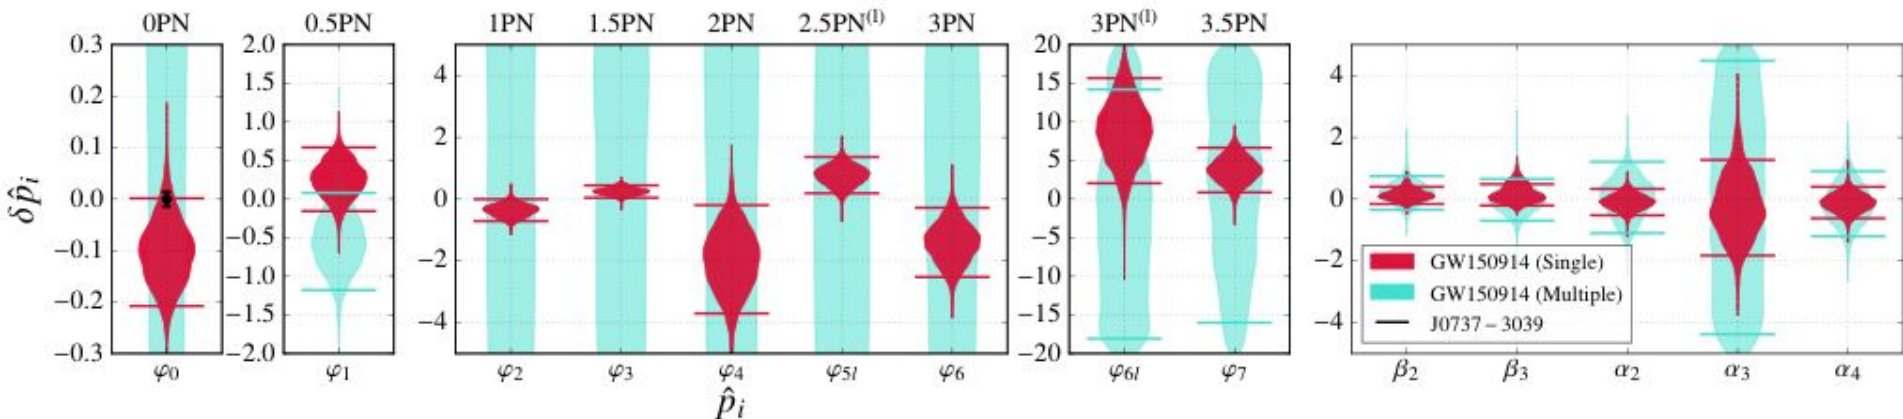 0PN 0.5PN 1PN 1.5PN 2PN 2.5PN⁽ˡ⁾ 3PN 3PN⁽ˡ⁾ 3.5PN
0.3 2.0 4 20 4
0.2 1.5 2 15 2
0.1 1.0 0 10 0
0.0 0.5 −2 5 −2
−0.1 0.0 −4 0 −4
−0.2 −0.5 −5
−0.3 −1.0 −10
−1.5 −15
−2.0 −20
δp̂ᵢ
GW150914 (Single)
GW150914 (Multiple)
J0737 − 3039
φ₀ φ₁ φ₂ φ₃ φ₄ φ₅ₗ φ₆ φ₆ₗ φ₇ β₂ β₃ α₂ α₃ α₄
p̂ᵢ